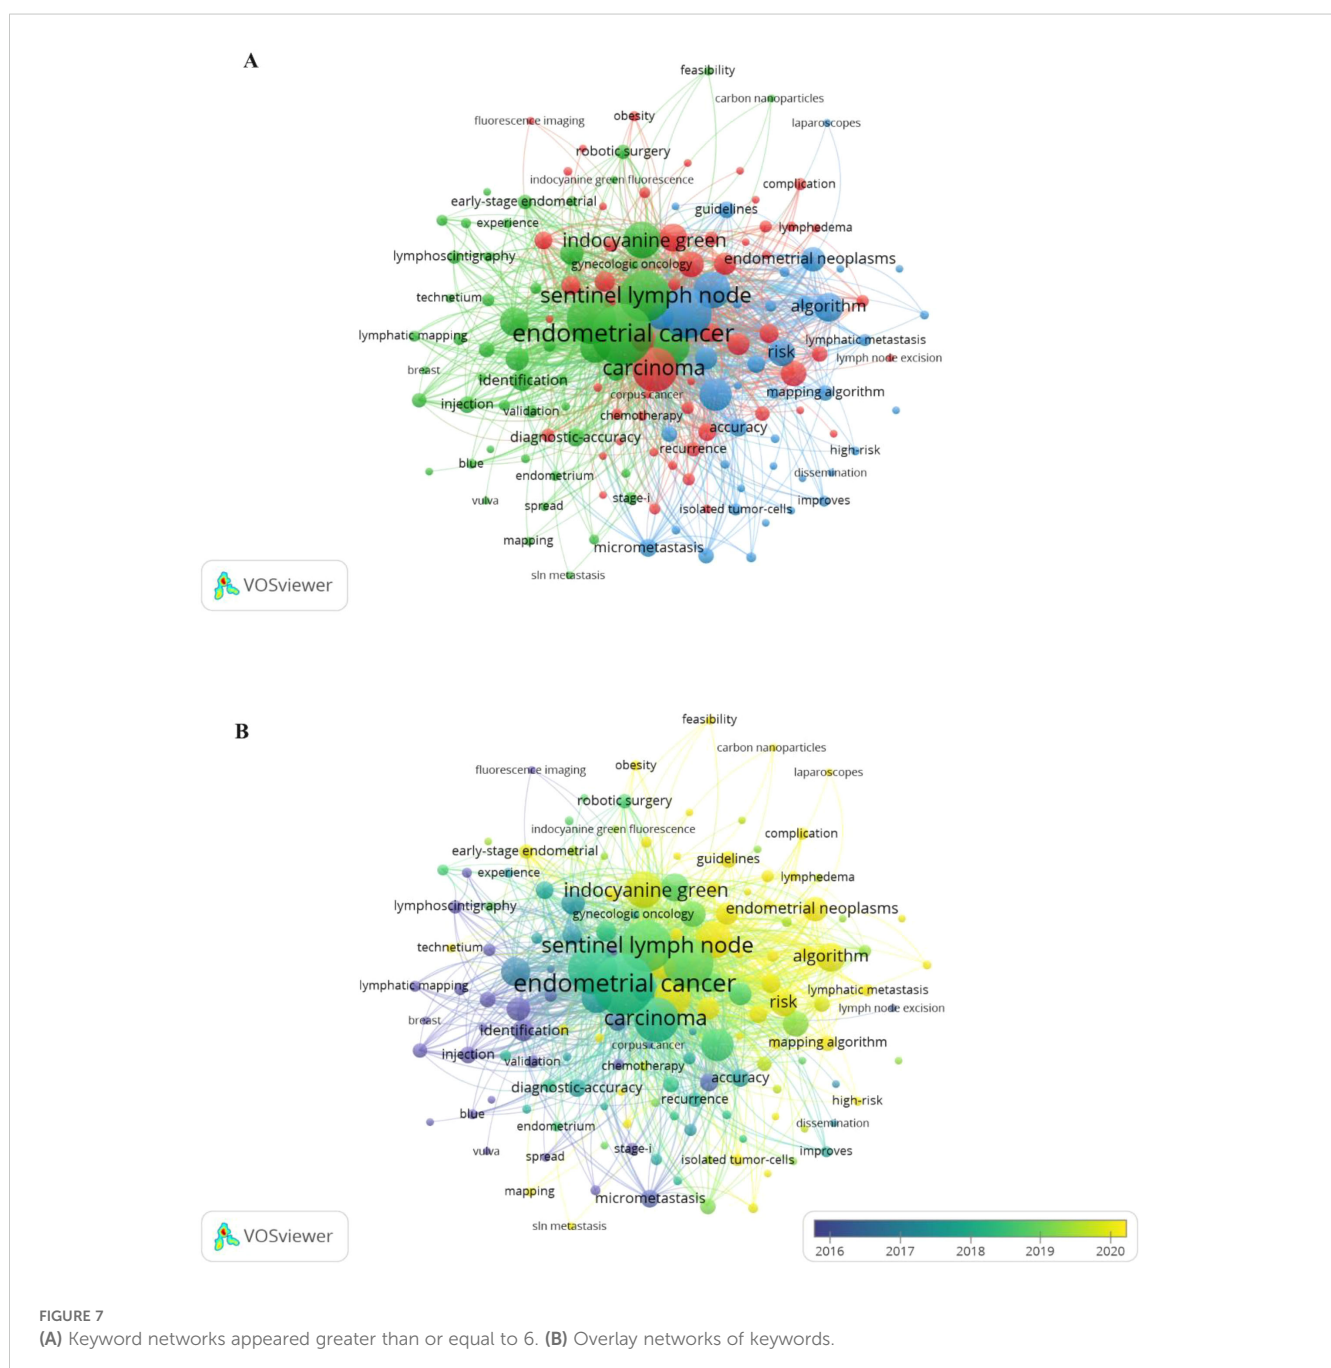 A
feasibility
carbon nanoparticles
fluorescence imaging
obesity
laparoscopes
robotic surgery
indocyanine green fluorescence
complication
early-stage endometrial
guidelines
experience
lymphedema
indocyanine green
lymphoscintigraphy
gynecologic oncology
endometrial neoplasms
technetium
sentinel lymph node
algorithm
lymphatic mapping
endometrial cancer
lymphatic metastasis
risk
lymph node excision
breast
carcinoma
identification
corpus cancer
mapping algorithm
injection
validation
chemotherapy
accuracy
diagnostic-accuracy
recurrence
high-risk
blue
endometrium
dissemination
vulva
spread
stage-i
isolated tumor-cells
improves
mapping
micrometastasis
sln metastasis
VOSviewer
B
feasibility
carbon nanoparticles
fluorescence imaging
obesity
laparoscopes
robotic surgery
indocyanine green fluorescence
complication
early-stage endometrial
guidelines
experience
lymphedema
indocyanine green
lymphoscintigraphy
gynecologic oncology
endometrial neoplasms
technetium
sentinel lymph node
algorithm
lymphatic mapping
endometrial cancer
lymphatic metastasis
risk
lymph node excision
breast
carcinoma
identification
corpus cancer
mapping algorithm
injection
validation
chemotherapy
accuracy
diagnostic-accuracy
recurrence
high-risk
blue
endometrium
dissemination
vulva
spread
stage-i
isolated tumor-cells
improves
mapping
micrometastasis
sln metastasis
VOSviewer
2016 2017 2018 2019 2020
FIGURE 7
(A) Keyword networks appeared greater than or equal to 6. (B) Overlay networks of keywords.